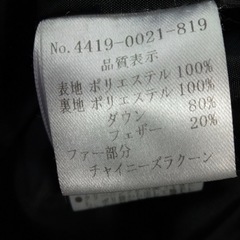 No.4419-0021-819
品質表示
表地 ポリエステル 100%
裏地 ポリエステル 100%
ダウン 80%
フェザー 20%
ファー部分
チャイニーズラクーン